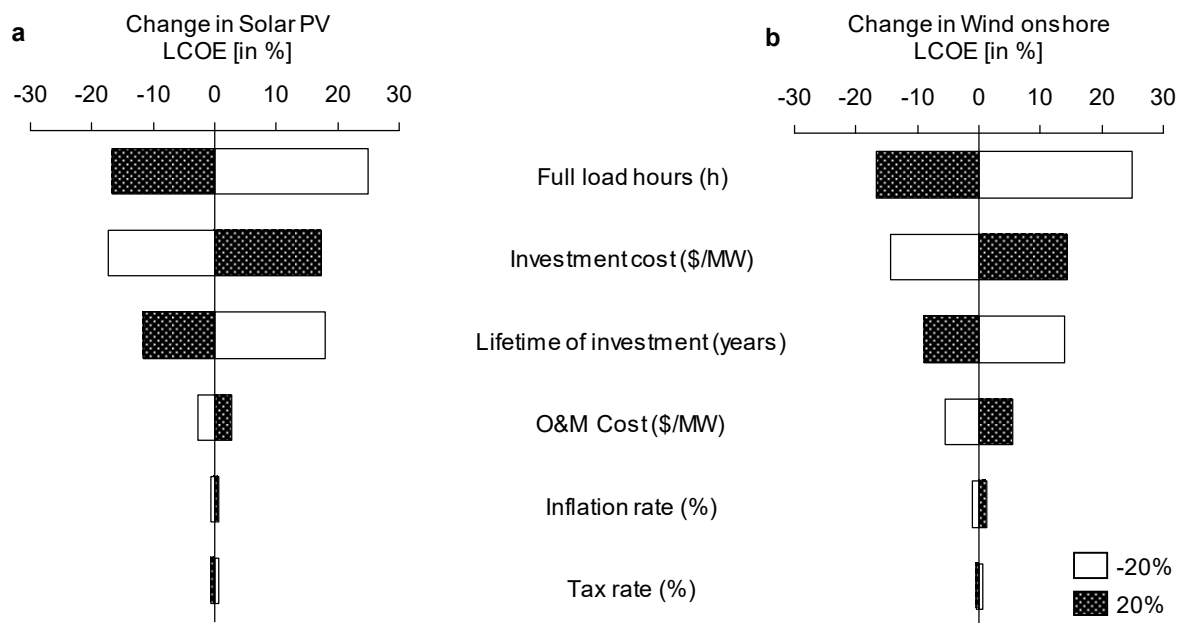 a
Change in Solar PV
LCOE [in %]
-30 -20 -10 0 10 20 30
b
Change in Wind onshore
LCOE [in %]
-30 -20 -10 0 10 20 30
Full load hours (h)
Investment cost ($/MW)
Lifetime of investment (years)
O&M Cost ($/MW)
Inflation rate (%)
Tax rate (%)
-20%
20%